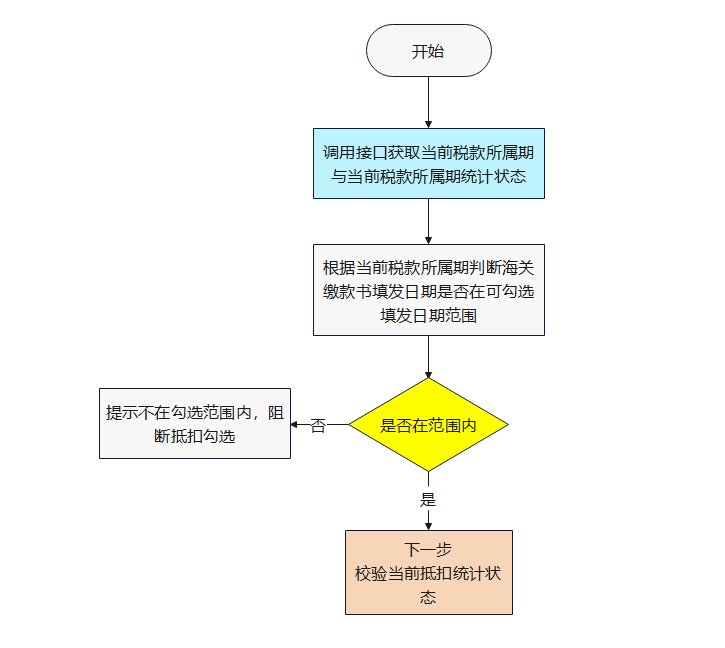 开始
调用接口获取当前税款所属期
与当前税款所属期统计状态
根据当前税款所属期判断海关
缴款书填发日期是否在可勾选
填发日期范围
是否在范围内
否
提示不在勾选范围内，阻
断抵扣勾选
是
下一步
校验当前抵扣统计状
态